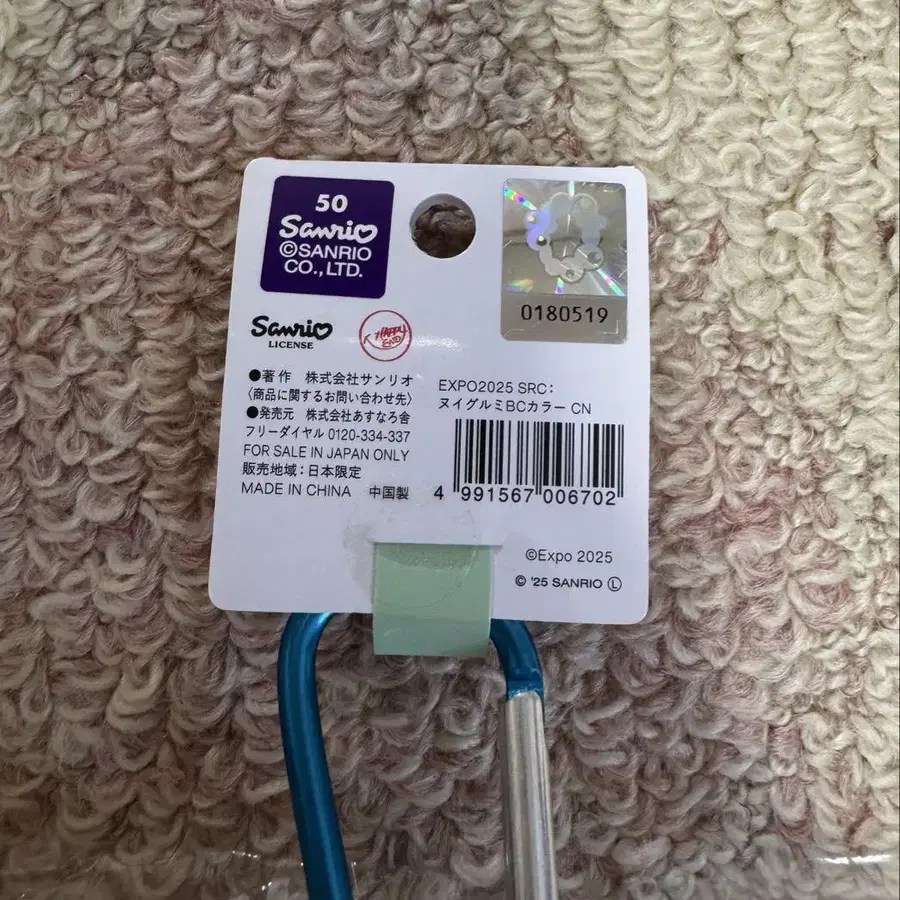 50
Sanrio
©SANRIO
CO., LTD.
0180519
Sanrio
LICENSE
HAPPY
END
●著作 株式会社サンリオ
〈商品に関するお問い合わせ先〉
●発売元 株式会社あすなろ舎
フリーダイヤル 0120-334-337
FOR SALE IN JAPAN ONLY
販売地域：日本限定
MADE IN CHINA 中国製
EXPO2025 SRC:
ヌイグルミBCカラー CN
4 991567 006702
©Expo 2025
© '25 SANRIO Ⓛ